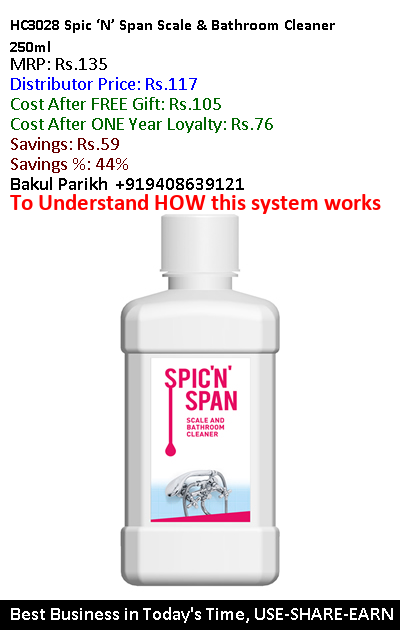 HC3028 Spic ‘N’ Span Scale & Bathroom Cleaner
250ml
MRP: Rs.135
Distributor Price: Rs.117
Cost After FREE Gift: Rs.105
Cost After ONE Year Loyalty: Rs.76
Savings: Rs.59
Savings %: 44%
Bakul Parikh +919408639121
To Understand HOW this system works
SPIC'N'
SPAN
SCALE AND
BATHROOM
CLEANER
Best Business in Today's Time, USE-SHARE-EARN